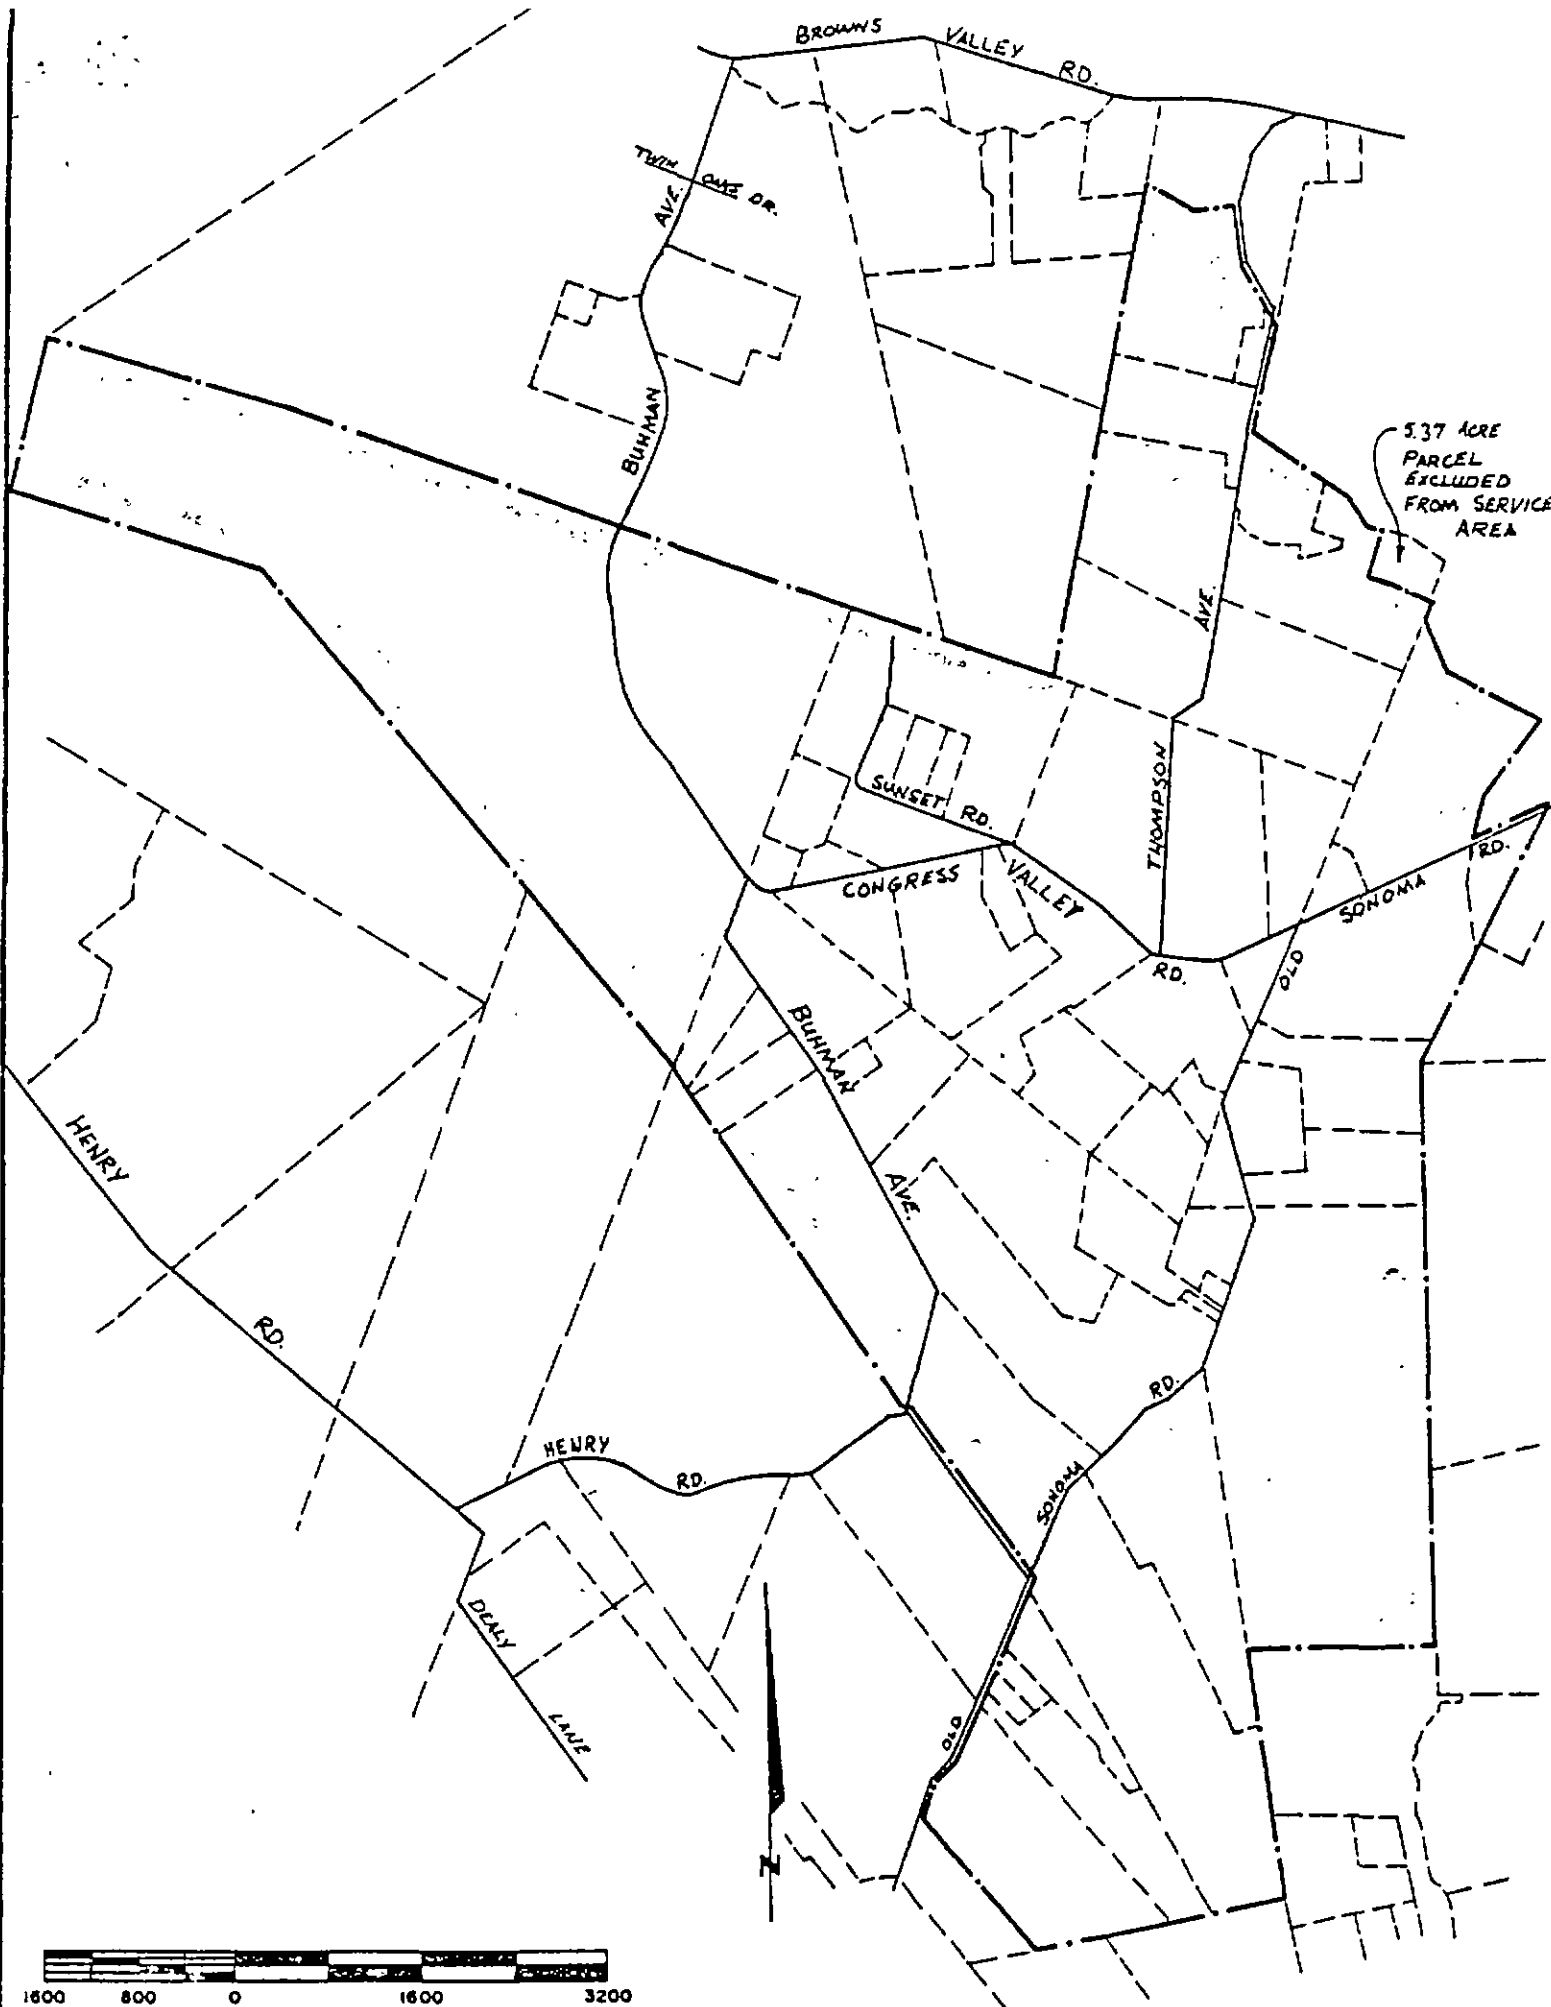 BROWNS VALLEY RD.
TWIN OAKS DR.
AVE.
BUHMAN
5.37 ACRE
PARCEL
EXCLUDED
FROM SERVICE
AREA
AVE.
THOMPSON
SUNSET RD.
CONGRESS VALLEY RD.
SONOMA RD.
OLD
BUHMAN
AVE.
HENRY
RD.
HENRY RD.
RD.
SONOMA
OLD
DEALY
LANE
N
1600 800 0 1600 3200